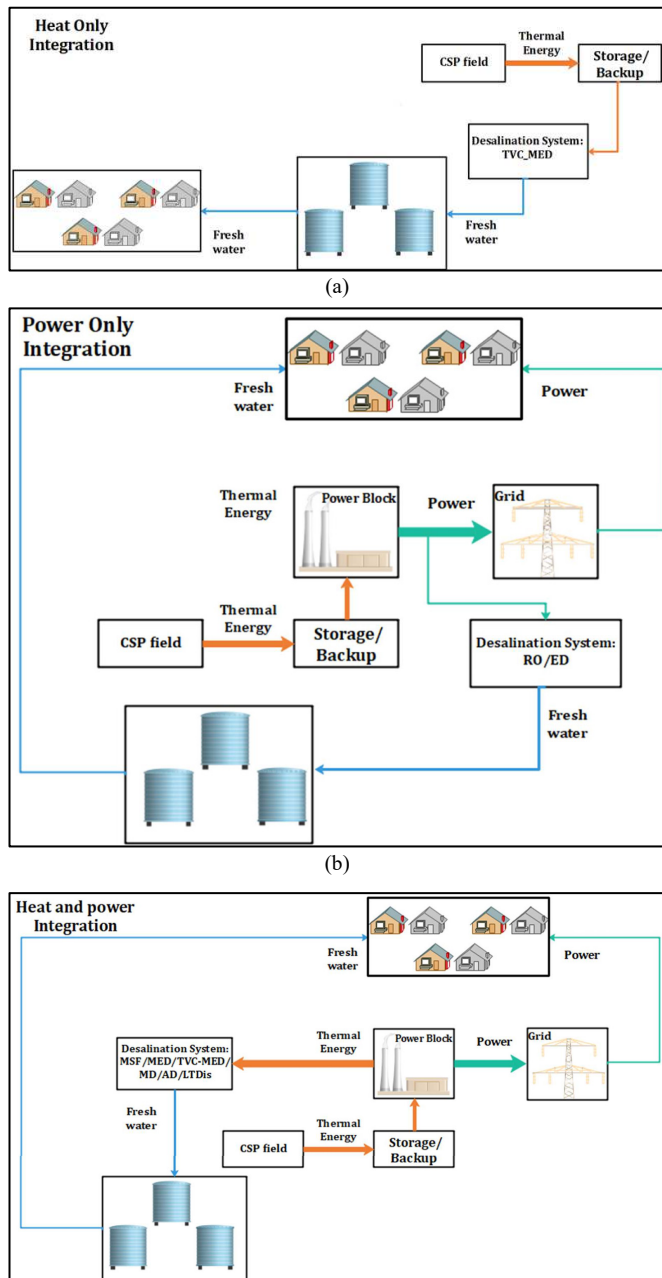 Heat Only
Integration
Thermal
Energy
CSP field
Storage/
Backup
Desalination System:
TVC_MED
Fresh
water
Fresh
water
(a)
Power Only
Integration
Fresh
water
Power
Thermal
Energy
Power Block
Power
Grid
Thermal
Energy
CSP field
Storage/
Backup
Desalination System:
RO/ED
Fresh
water
(b)
Heat and power
Integration
Fresh
water
Power
Desalination System:
MSF/MED/TVC-MED/
MD/AD/LTDis
Thermal
Energy
Power Block
Power
Grid
Fresh
water
Thermal
Energy
CSP field
Storage/
Backup